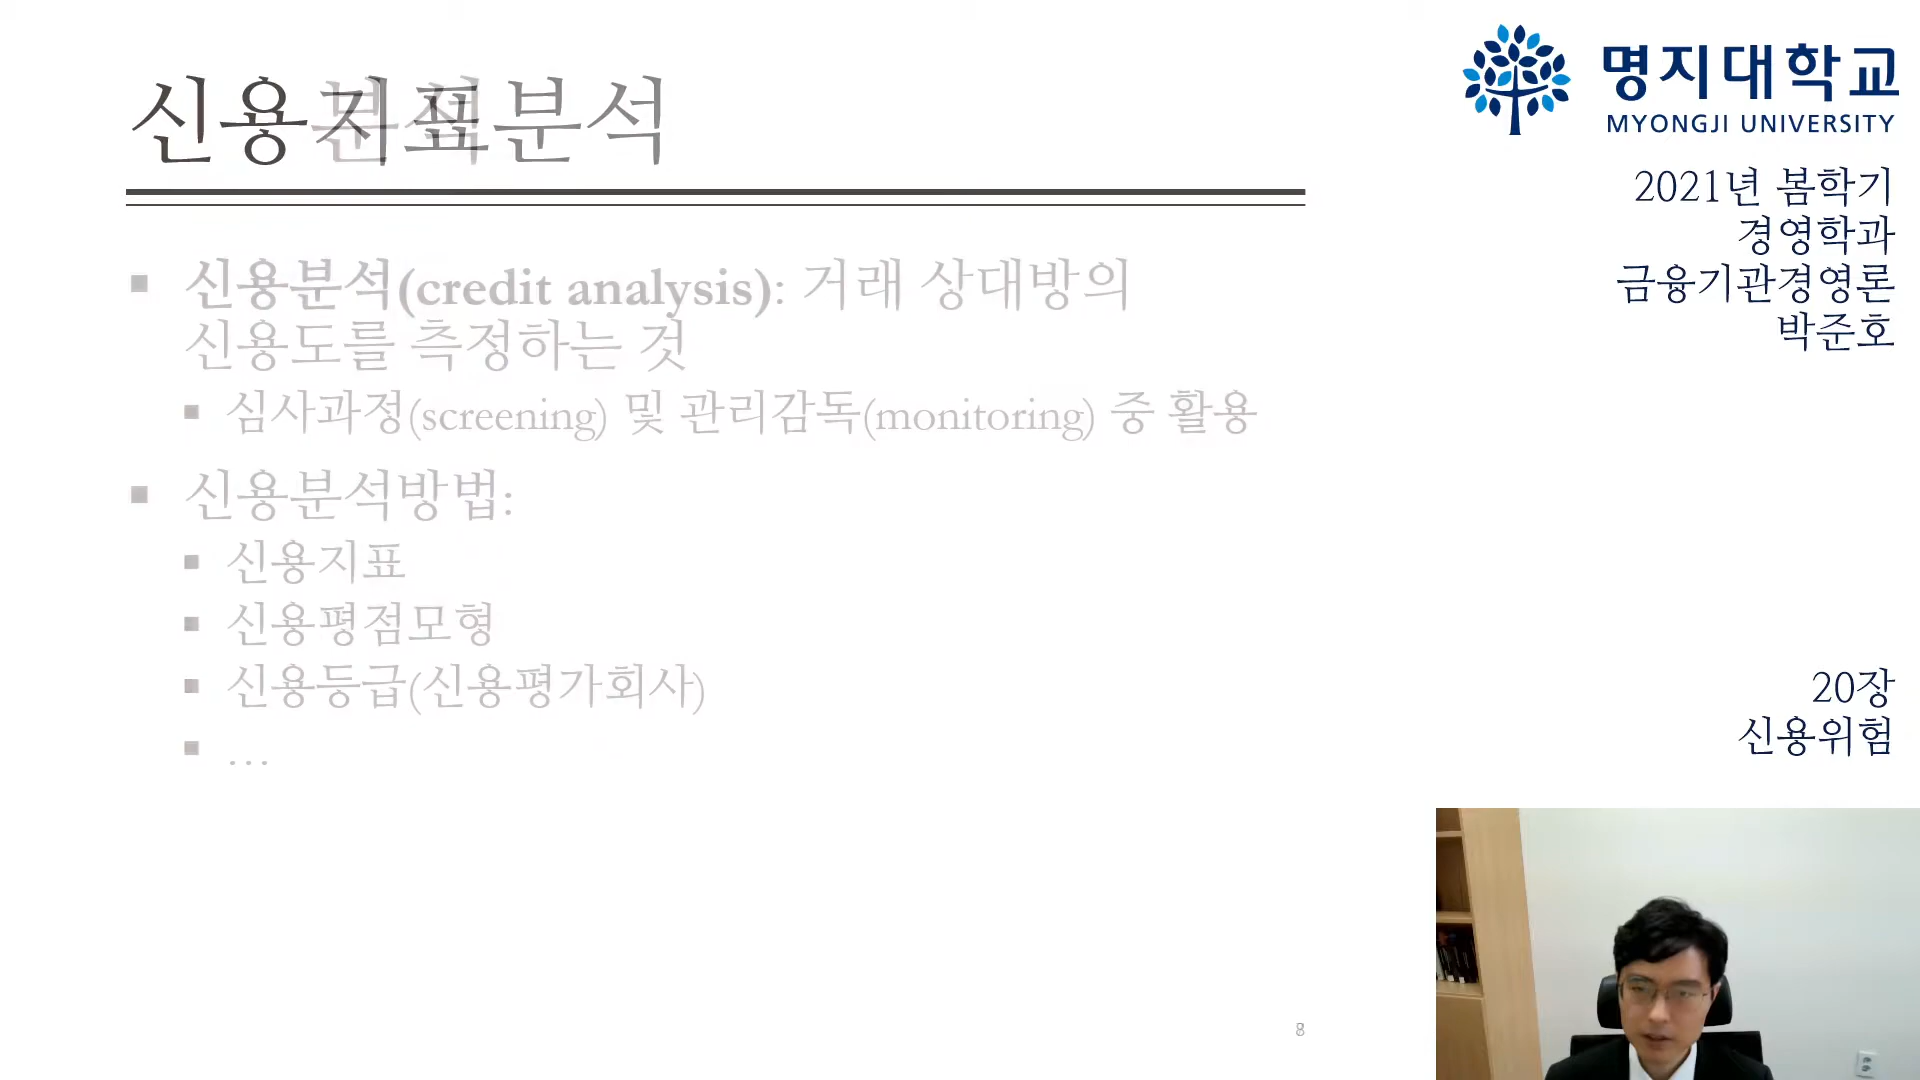 신용지표분석
신용분석(credit analysis): 거래 상대방의
신용도를 측정하는 것
심사과정(screening) 및 관리감독(monitoring) 중 활용
신용분석방법:
신용지표
신용평점모형
신용등급(신용평가회사)
…
명지대학교
MYONGJI UNIVERSITY
2021년 봄학기
경영학과
금융기관경영론
박준호
20장
신용위험